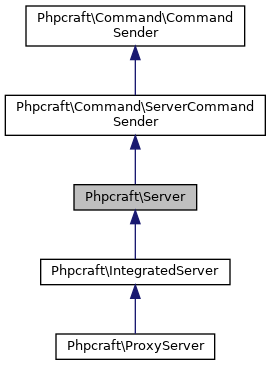 Phpcraft\Command\Command
Sender
Phpcraft\Command\ServerCommand
Sender
Phpcraft\Server
Phpcraft\IntegratedServer
Phpcraft\ProxyServer